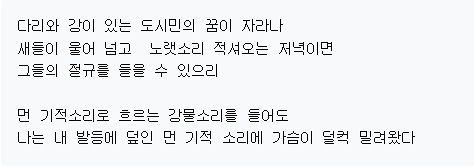 다리와 강이 있는 도시민의 꿈이 자라나
새들이 울어 넘고  노랫소리 적셔오는 저녁이면
그들의 절규를 들을 수 있으리

먼 기적소리로 흐르는 강물소리를 들어도
나는 내 발등에 덮인 먼 기적 소리에 가슴이 덜컥 밀려왔다